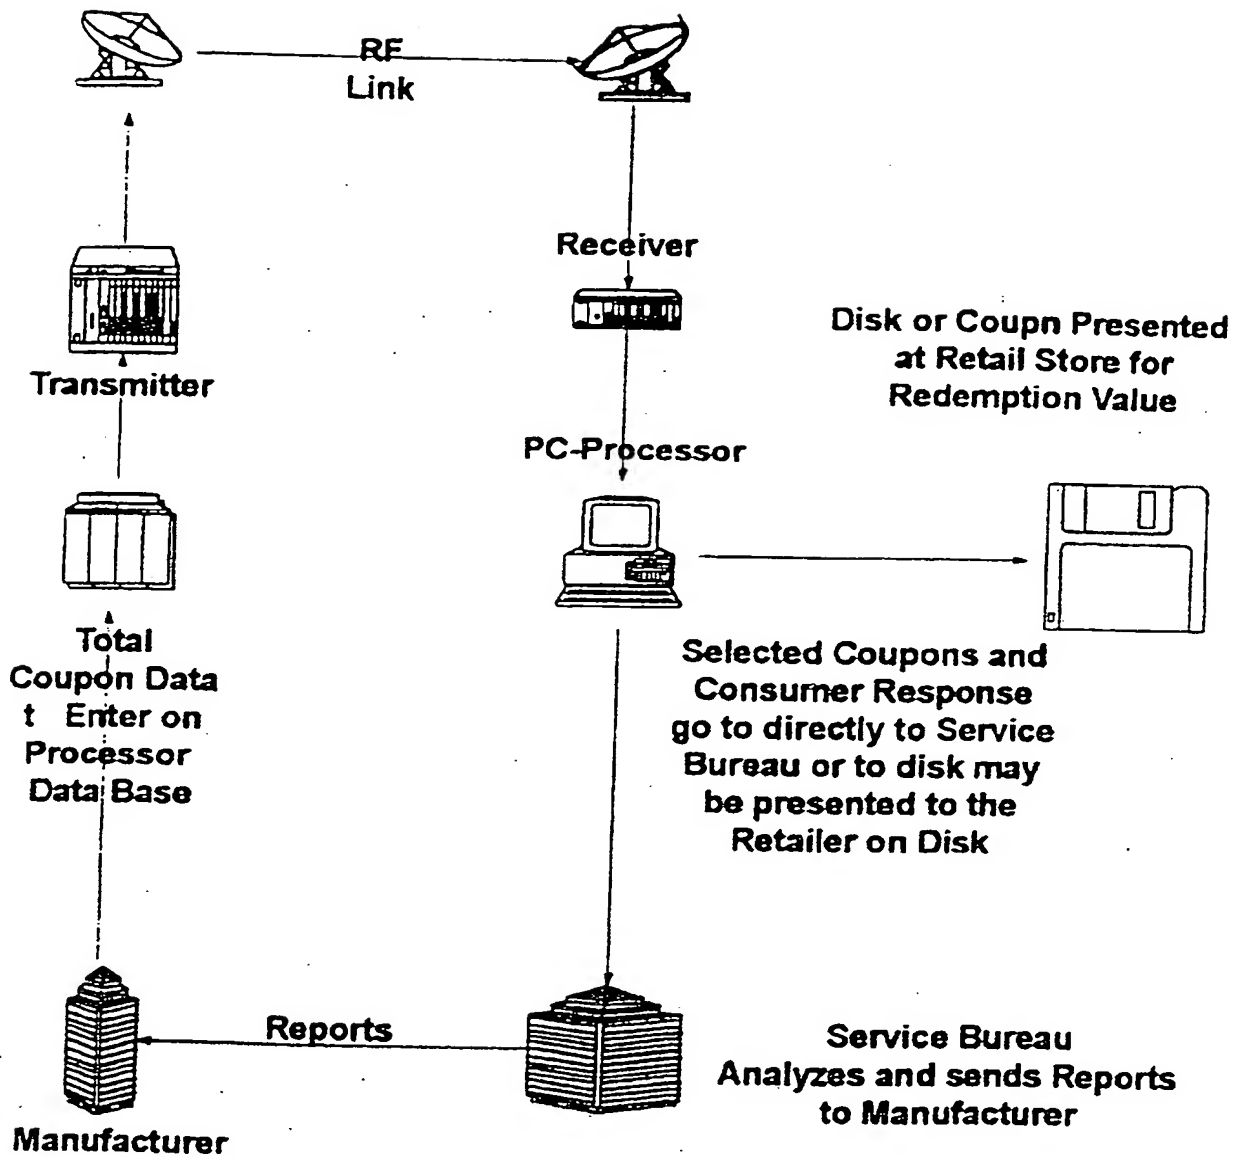 RF
Link
Receiver
Disk or Coupn Presented
at Retail Store for
Redemption Value
Transmitter
PC-Processor
Total
Coupon Data
t Enter on
Processor
Data Base
Selected Coupons and
Consumer Response
go to directly to Service
Bureau or to disk may
be presented to the
Retailer on Disk
Reports
Service Bureau
Analyzes and sends Reports
to Manufacturer
Manufacturer